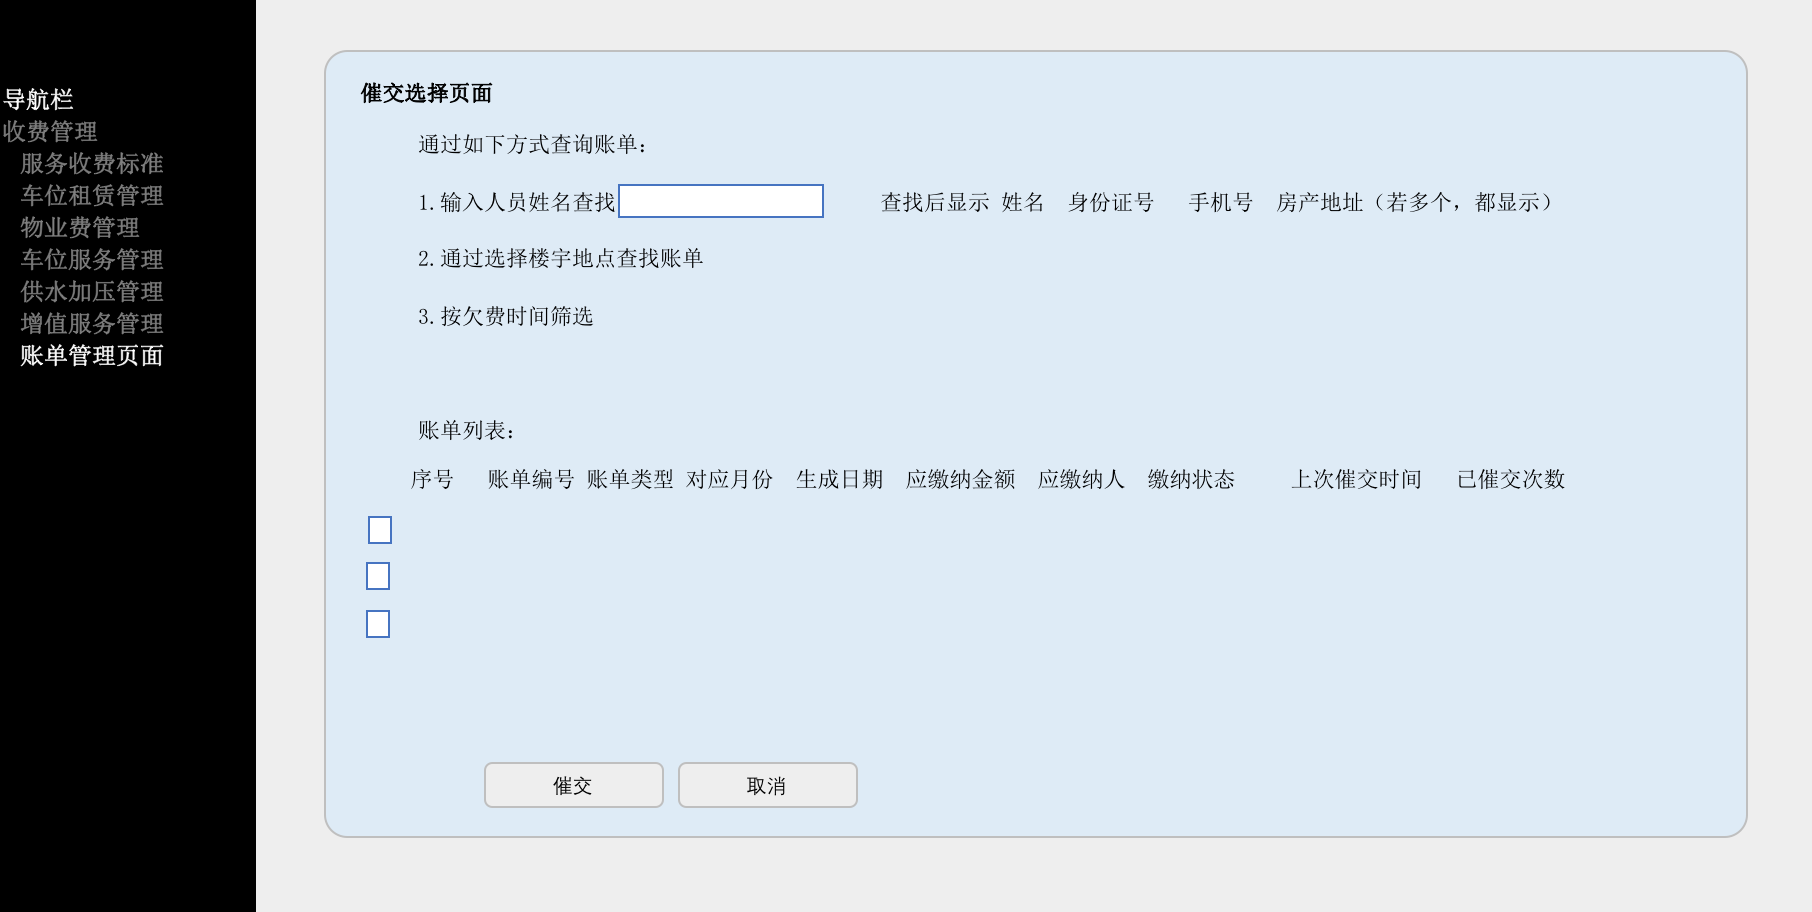 导航栏
收费管理
服务收费标准
车位租赁管理
物业费管理
车位服务管理
供水加压管理
增值服务管理
账单管理页面
催交选择页面
通过如下方式查询账单：
1.输入人员姓名查找 查找后显示 姓名 身份证号 手机号 房产地址（若多个，都显示）
2.通过选择楼宇地点查找账单
3.按欠费时间筛选
账单列表：
序号 账单编号 账单类型 对应月份 生成日期 应缴纳金额 应缴纳人 缴纳状态 上次催交时间 已催交次数
催交 取消